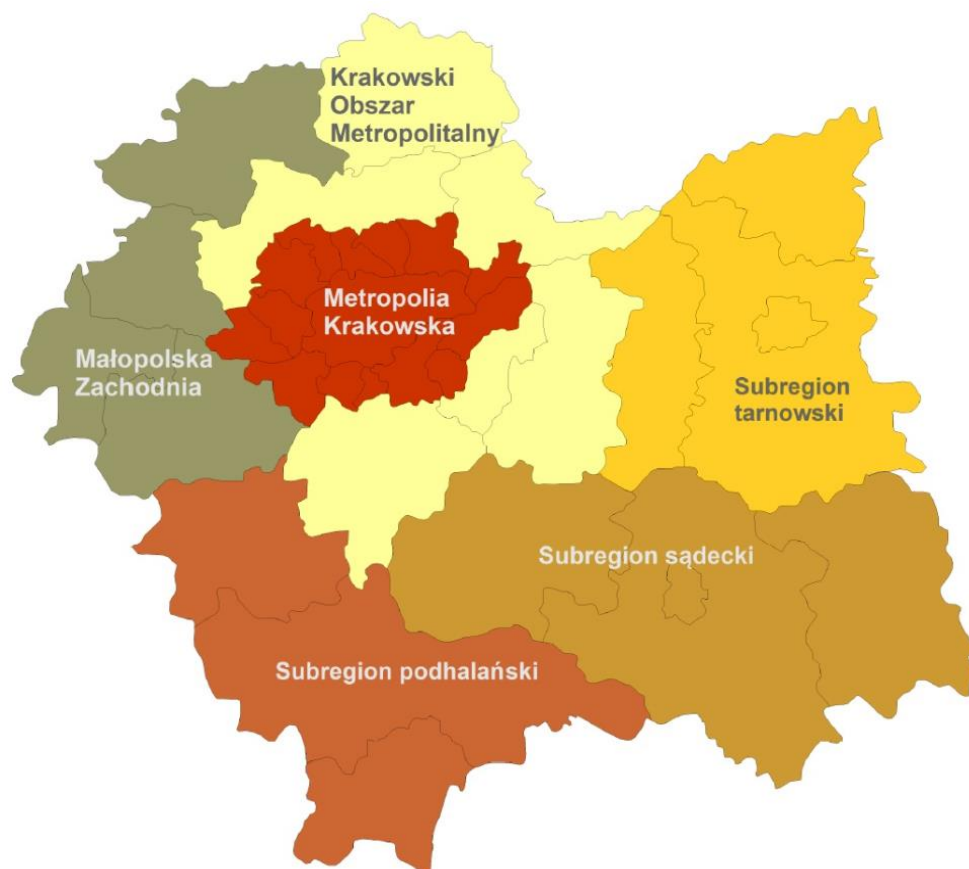 Krakowski
Obszar
Metropolitalny
Metropolia
Krakowska
Małopolska
Zachodnia
Subregion
tarnowski
Subregion sądecki
Subregion podhalański